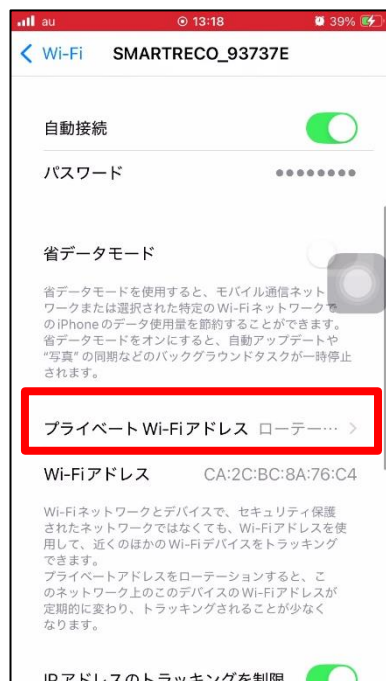 au 13:18 39%
Wi-Fi SMARTRECO_93737E
自動接続
パスワード ●●●●●●●●
省データモード
省データモードを使用すると、モバイル通信ネット
ワークまたは選択された特定のWi-Fiネットワークで
のiPhoneのデータ使用量を節約することができます。
省データモードをオンにすると、自動アップデートや
“写真”の同期などのバックグラウンドタスクが一時停止
されます。
プライベートWi-Fiアドレス ローテー…
Wi-Fiアドレス CA:2C:BC:8A:76:C4
Wi-Fiネットワークとデバイスで、セキュリティ保護
されたネットワークではなくても、Wi-Fiアドレスを使
用して、近くのほかのWi-Fiデバイスをトラッキング
できます。
プライベートアドレスをローテーションすると、こ
のネットワーク上のこのデバイスのWi-Fiアドレスが
定期的に変わり、トラッキングされることが少なく
なります。
IPアドレスのトラッキングを制限